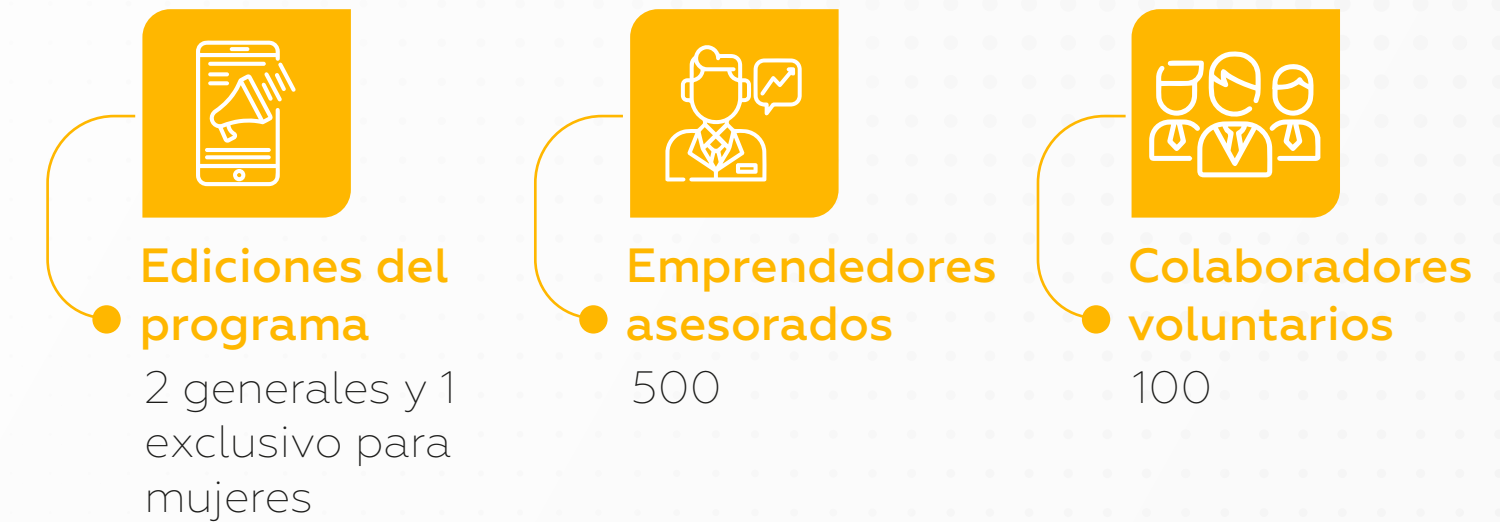 Ediciones del
programa
2 generales y 1
exclusivo para
mujeres
Emprendedores
asesorados
500
Colaboradores
voluntarios
100